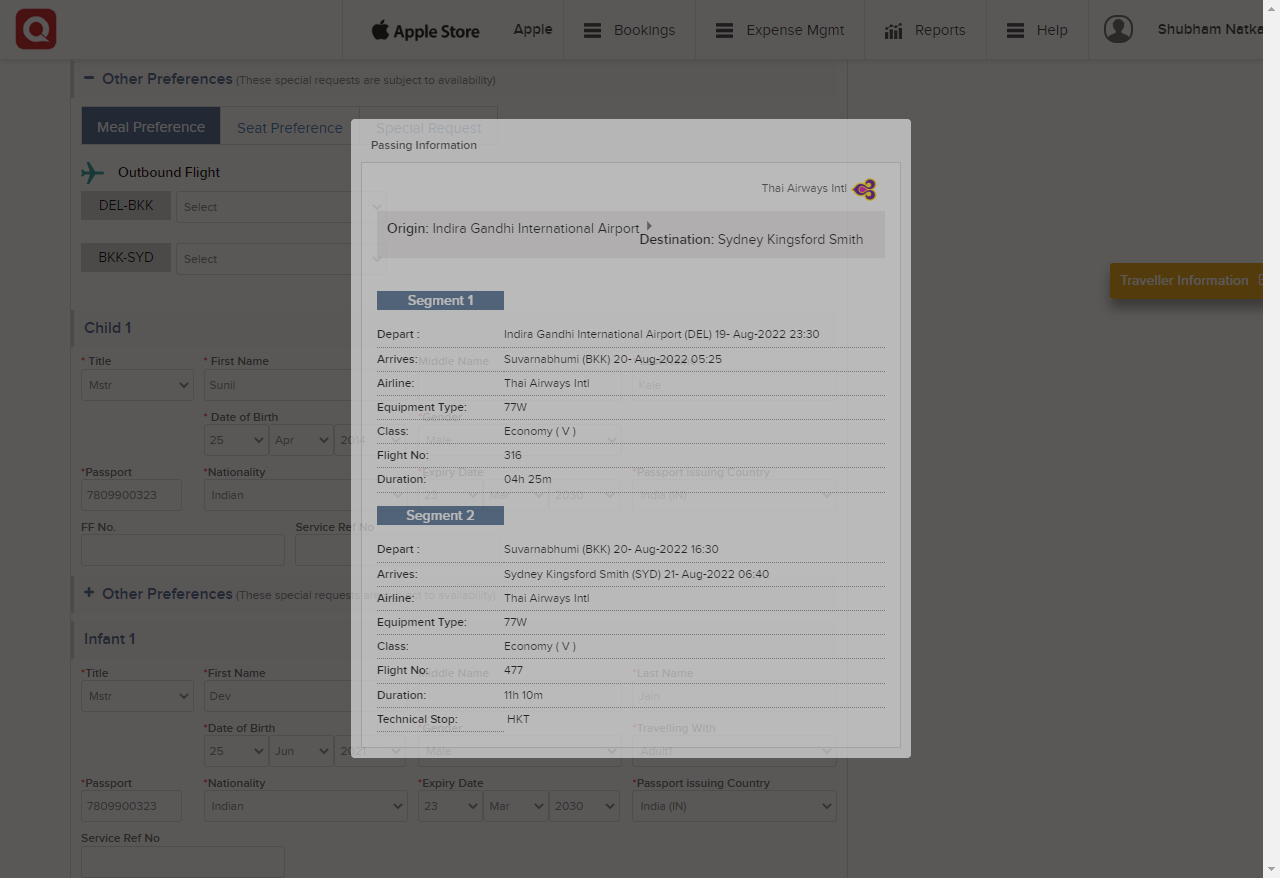 Apple Store
Apple
Bookings
Expense Mgmt
Reports
Help
Shubham Natka
Other Preferences (These special requests are subject to availability)
Meal Preference
Seat Preference
Special Request
Passing Information
Outbound Flight
Thai Airways Intl
DEL-BKK
Select
Origin: Indira Gandhi International Airport
Destination: Sydney Kingsford Smith
BKK-SYD
Select
Traveller Information
Segment 1
Child 1
Depart : Indira Gandhi International Airport (DEL) 19- Aug-2022 23:30
* Title
* First Name
Middle Name
Arrives: Suvarnabhumi (BKK) 20- Aug-2022 05:25
Mstr
Sunil
Kale
Airline: Thai Airways Intl
Equipment Type: 77W
* Date of Birth
25
Apr
2014
Male
Class: Economy ( V )
Flight No: 316
*Passport
*Nationality
*Expiry Date
*Passport issuing Country
Duration: 04h 25m
7809900323
Indian
23
Mar
2030
India (IN)
Segment 2
FF No.
Service Ref No
Depart : Suvarnabhumi (BKK) 20- Aug-2022 16:30
Arrives: Sydney Kingsford Smith (SYD) 21- Aug-2022 06:40
Other Preferences (These special requests are subject to availability)
Airline: Thai Airways Intl
Equipment Type: 77W
Infant 1
Class: Economy ( V )
*Title
*First Name
Middle Name
*Last Name
Flight No: 477
Mstr
Dev
Jain
Duration: 11h 10m
Technical Stop: HKT
*Date of Birth
Gender
*Travelling With
25
Jun
2021
Male
Adult1
*Passport
*Nationality
*Expiry Date
*Passport issuing Country
7809900323
Indian
23
Mar
2030
India (IN)
Service Ref No